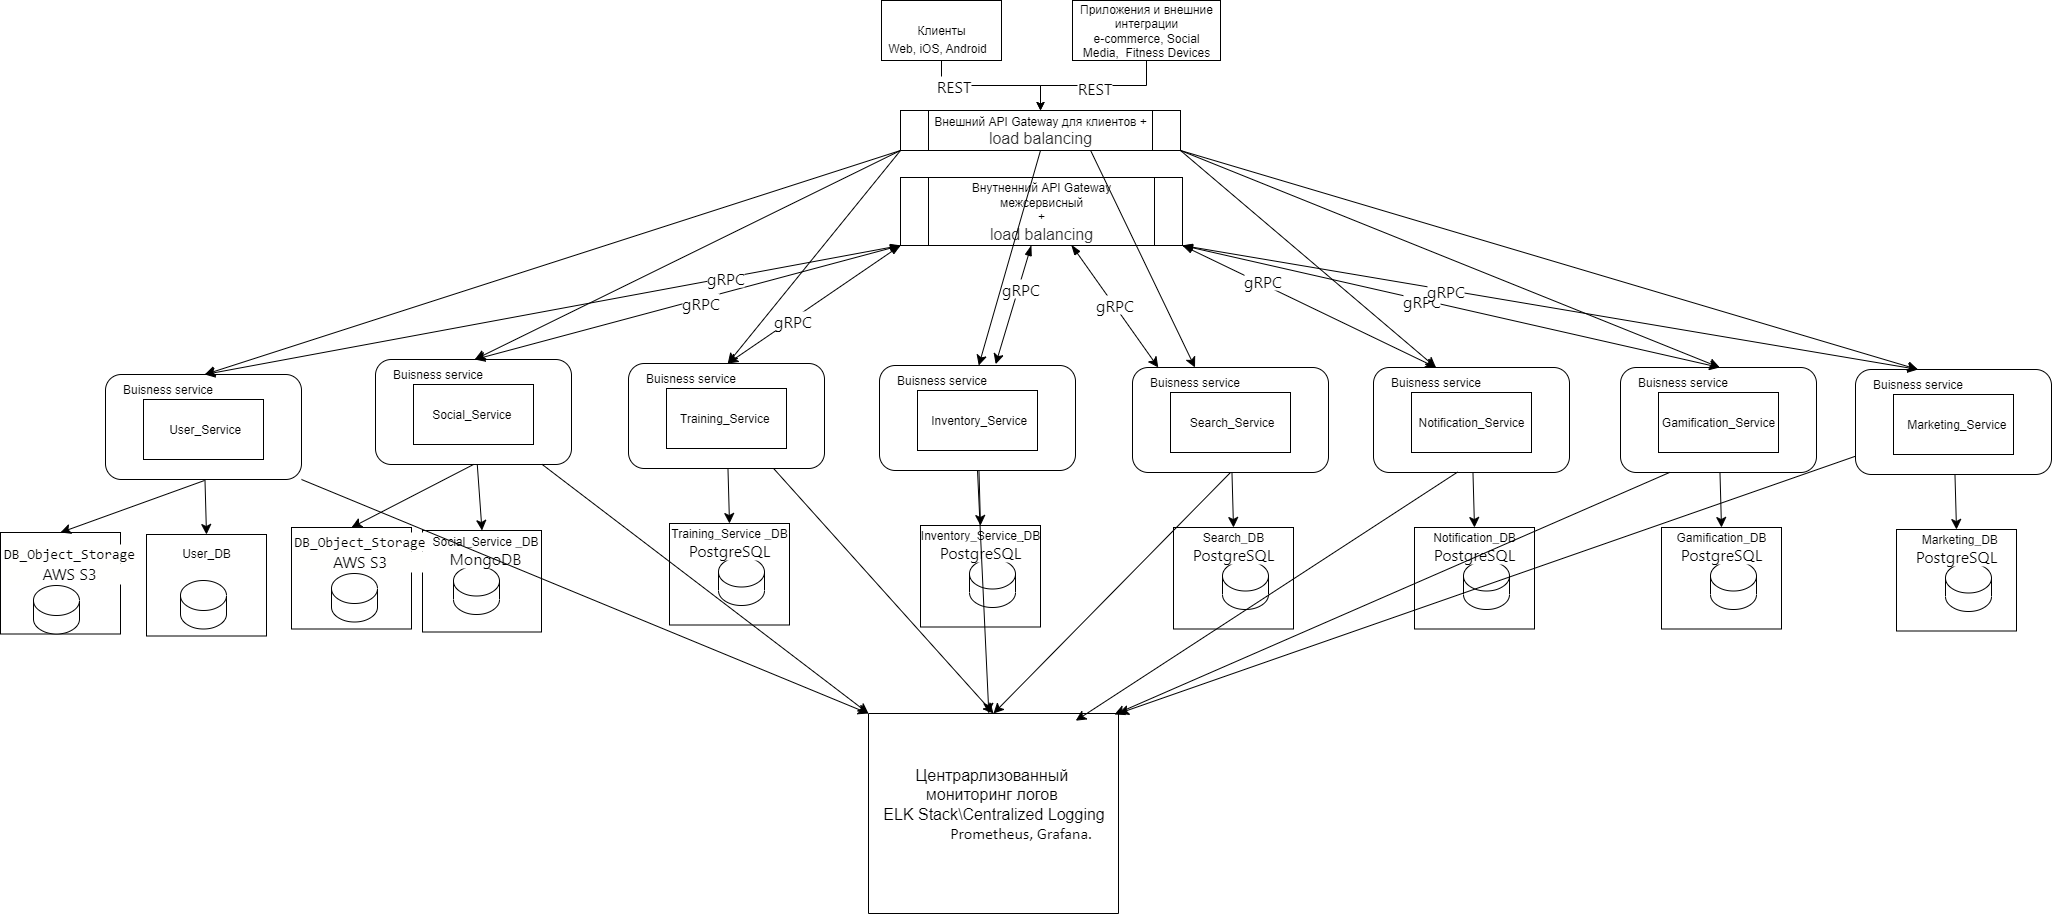 Клиенты
Web, iOS, Android
Приложения и внешние
интеграции
e-commerce, Social
Media,  Fitness Devices
REST
REST
Внешний API Gateway для клиентов +
load balancing
Внутненний API Gateway
межсервисный
+
load balancing
gRPC
gRPC
gRPC
gRPC
gRPC
gRPC
gRPC
gRPC
Buisness service
User_Service
Buisness service
Social_Service
Buisness service
Training_Service
Buisness service
Inventory_Service
Buisness service
Search_Service
Buisness service
Notification_Service
Buisness service
Gamification_Service
Buisness service
Marketing_Service
DB_Object_Storage
AWS S3
User_DB
DB_Object_Storage
AWS S3
Social_Service _DB
MongoDB
Training_Service _DB
PostgreSQL
Inventory_Service_DB
PostgreSQL
Search_DB
PostgreSQL
Notification_DB
PostgreSQL
Gamification_DB
PostgreSQL
Marketing_DB
PostgreSQL
Центрарлизованный
мониторинг логов
ELK Stack\Centralized Logging
Prometheus, Grafana.